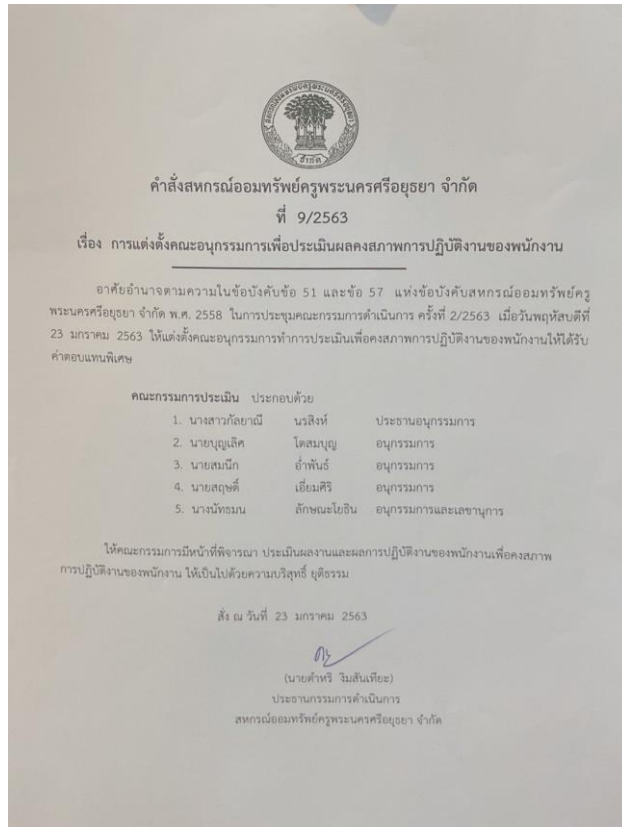 คำสั่งสหกรณ์ออมทรัพย์ครูพระนครศรีอยุธยา จำกัด
ที่ 9/2563
เรื่อง การแต่งตั้งคณะอนุกรรมการเพื่อประเมินผลคงสภาพการปฏิบัติงานของพนักงาน
อาศัยอำนาจตามความในข้อบังคับข้อ 51 และข้อ 57 แห่งข้อบังคับสหกรณ์ออมทรัพย์ครู
พระนครศรีอยุธยา จำกัด พ.ศ. 2558 ในการประชุมคณะกรรมการดำเนินการ ครั้งที่ 2/2563 เมื่อวันพฤหัสบดีที่
23 มกราคม 2563 ให้แต่งตั้งคณะอนุกรรมการทำการประเมินเพื่อคงสภาพการปฏิบัติงานของพนักงานให้ได้รับ
ค่าตอบแทนพิเศษ
คณะกรรมการประเมิน ประกอบด้วย
1. นางสาวกัลยาณี นรสิงห์ ประธานอนุกรรมการ
2. นายบุญเลิศ โตสมบุญ อนุกรรมการ
3. นายสมนึก อ่ำพันธ์ อนุกรรมการ
4. นายสฤษดิ์ เอี่ยมศิริ อนุกรรมการ
5. นางนัทธมน ลักษณะโยธิน อนุกรรมการและเลขานุการ
ให้คณะกรรมการมีหน้าที่พิจารณา ประเมินผลงานและผลการปฏิบัติงานของพนักงานเพื่อคงสภาพ
การปฏิบัติงานของพนักงาน ให้เป็นไปด้วยความบริสุทธิ์ ยุติธรรม
สั่ง ณ วันที่ 23 มกราคม 2563
(นายดำหริ งิมสันเทียะ)
ประธานกรรมการดำเนินการ
สหกรณ์ออมทรัพย์ครูพระนครศรีอยุธยา จำกัด